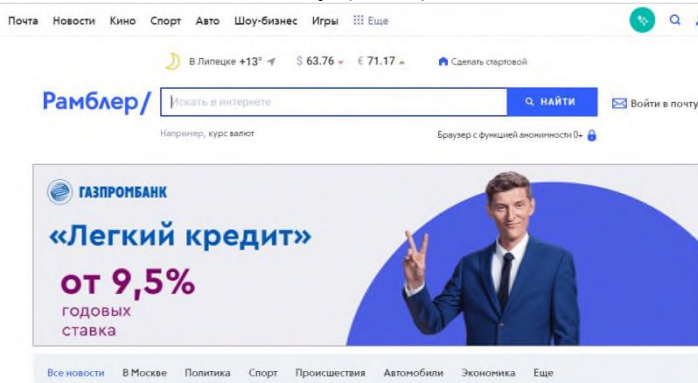 Почта Новости Кино Спорт Авто Шоу-бизнес Игры Еще
В Липецке +13° $ 63.76 € 71.17 Сделать стартовой
Рамблер/ Искать в интернете НАЙТИ Войти в почту
Например, курс валют Браузер с функцией анонимности 0+
ГАЗПРОМБАНК
«Легкий кредит»
от 9,5%
годовых
ставка
Все новости В Москве Политика Спорт Происшествия Автомобили Экономика Еще